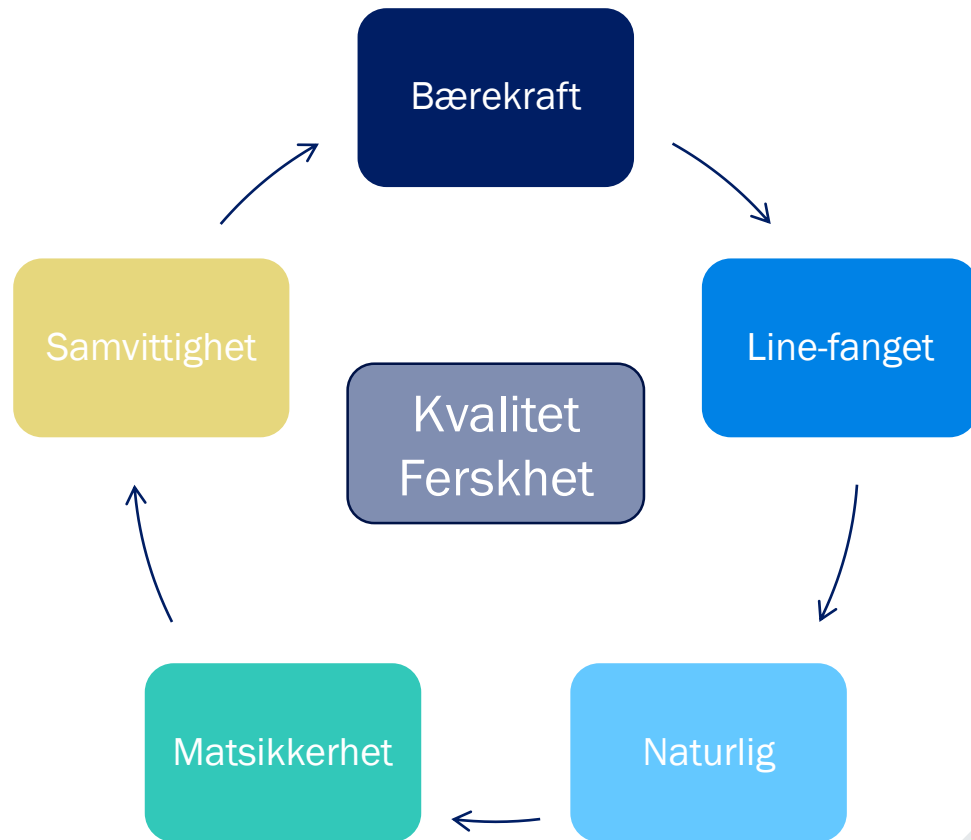 Bærekraft
Line-fanget
Naturlig
Matsikkerhet
Samvittighet
Kvalitet
Ferskhet